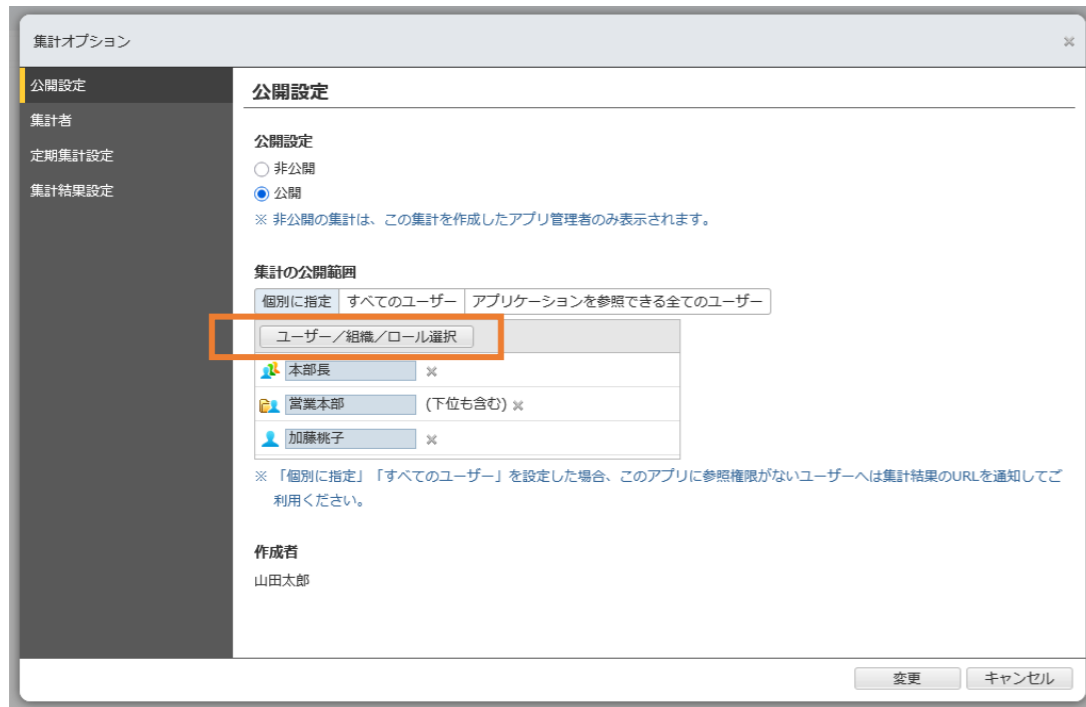 集計オプション
公開設定
集計者
定期集計設定
集計結果設定
公開設定
公開設定
非公開
公開
※ 非公開の集計は、この集計を作成したアプリ管理者のみ表示されます。
集計の公開範囲
個別に指定 すべてのユーザー アプリケーションを参照できる全てのユーザー
ユーザー／組織／ロール選択
本部長
営業本部 (下位も含む)
加藤桃子
※ 「個別に指定」「すべてのユーザー」を設定した場合、このアプリに参照権限がないユーザーへは集計結果のURLを通知してご
利用ください。
作成者
山田太郎
変更 キャンセル